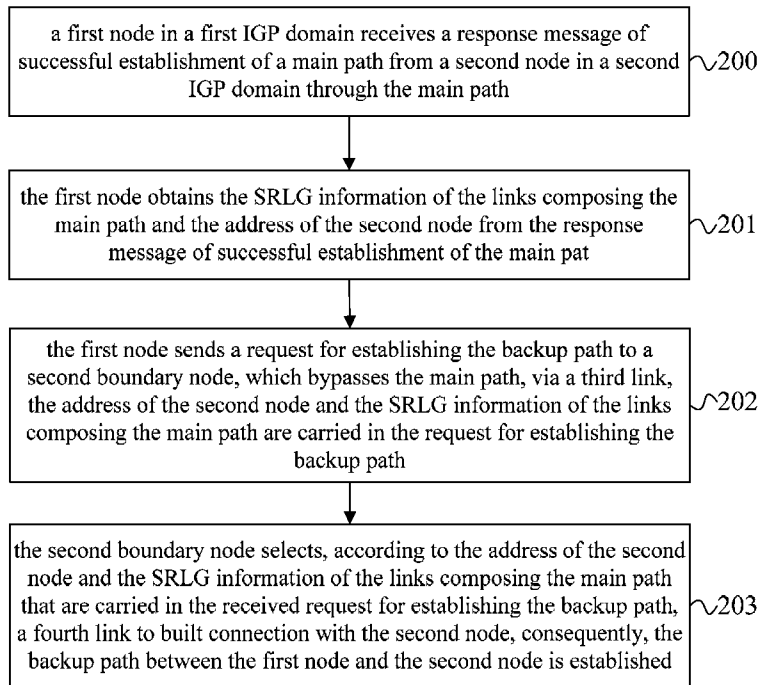 a first node in a first IGP domain receives a response message of
successful establishment of a main path from a second node in a second
IGP domain through the main path
200
the first node obtains the SRLG information of the links composing the
main path and the address of the second node from the response
message of successful establishment of the main pat
201
the first node sends a request for establishing the backup path to a
second boundary node, which bypasses the main path, via a third link,
the address of the second node and the SRLG information of the links
composing the main path are carried in the request for establishing the
backup path
202
the second boundary node selects, according to the address of the second
node and the SRLG information of the links composing the main path
that are carried in the received request for establishing the backup path,
a fourth link to built connection with the second node, consequently, the
backup path between the first node and the second node is established
203